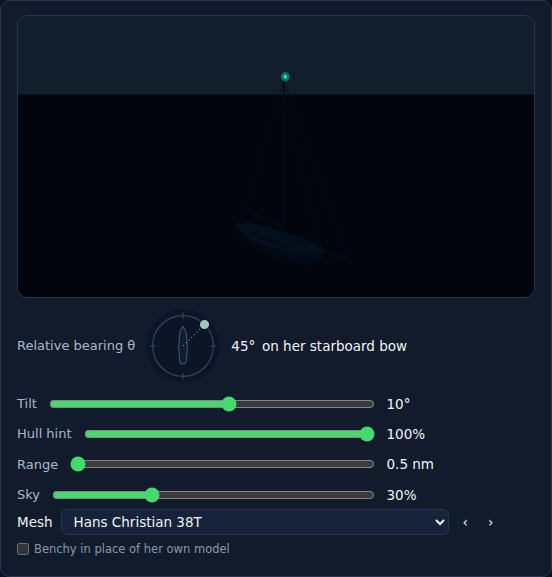 Relative bearing θ 45° on her starboard bow
Tilt 10°
Hull hint 100%
Range 0.5 nm
Sky 30%
Mesh Hans Christian 38T ‹ ›
Benchy in place of her own model